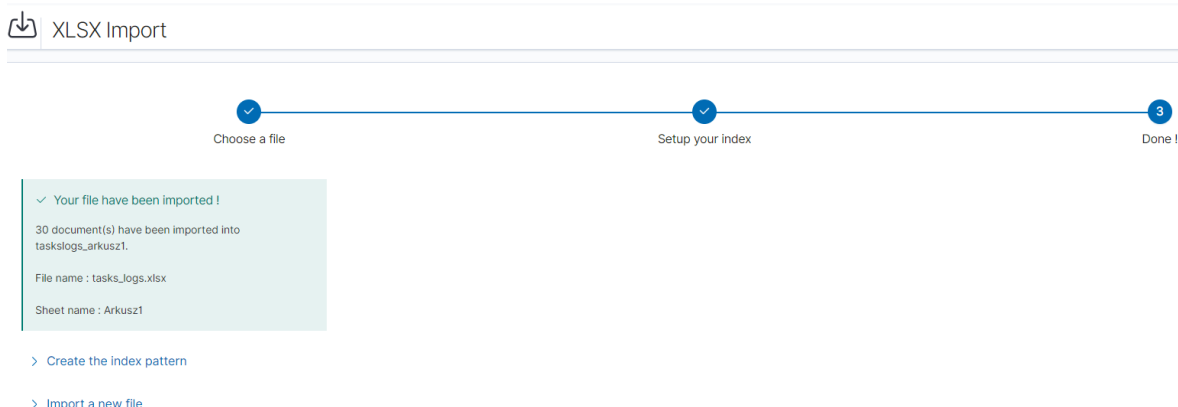 XLSX Import
3
Choose a file
Setup your index
Done !
Your file have been imported !
30 document(s) have been imported into
taskslogs_arkusz1.
File name : tasks_logs.xlsx
Sheet name : Arkusz1
Create the index pattern
Import a new file